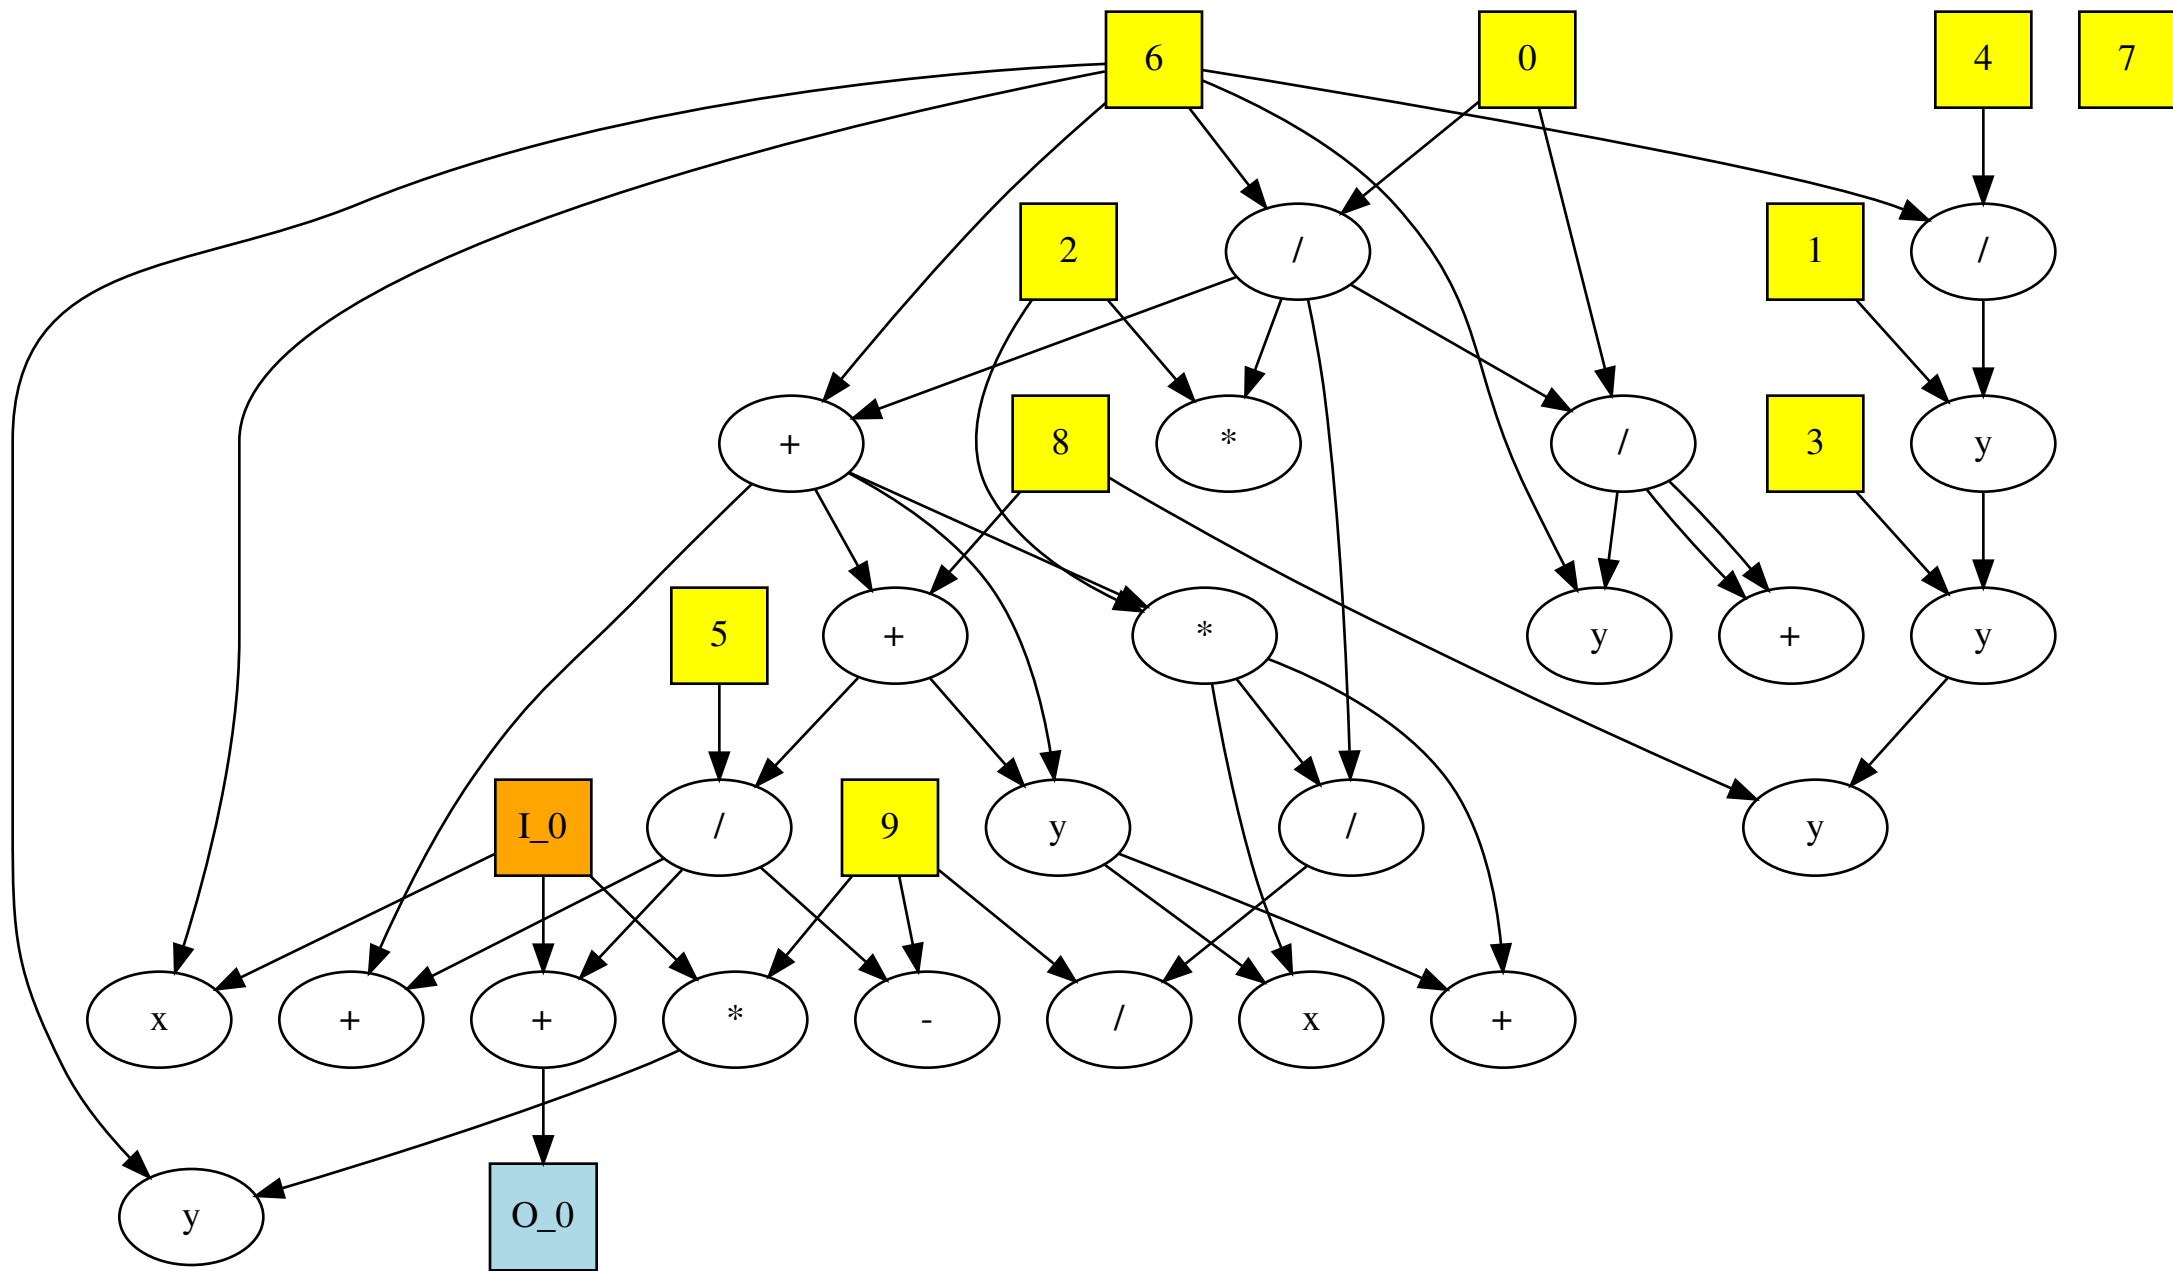 6 0 4 7
2 / 1 /
+ 8 * / 3 y
5 + * y + y
I_0 / 9 y / y
x + + * - / x +
y O_0